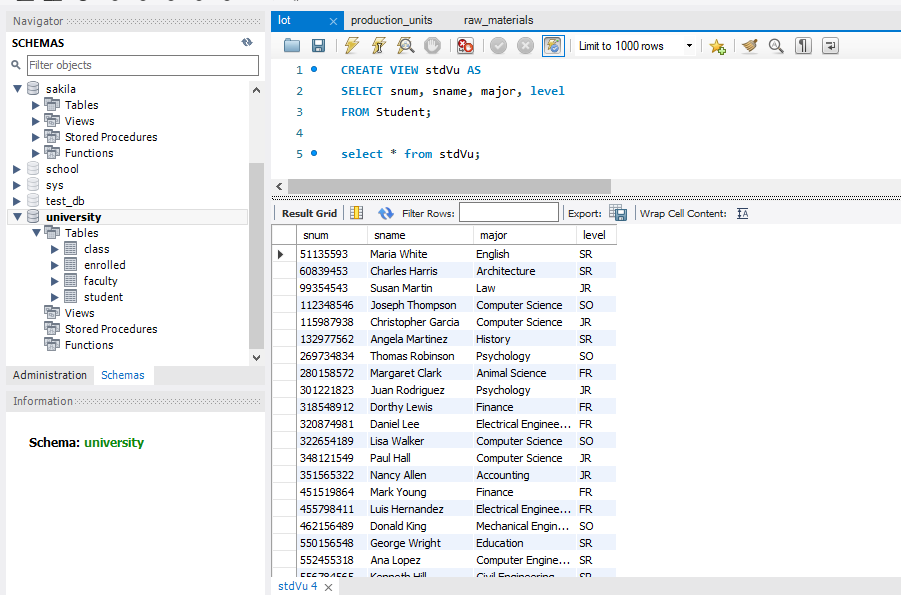 Navigator
SCHEMAS
Filter objects
sakila
Tables
Views
Stored Procedures
Functions
school
sys
test_db
university
Tables
class
enrolled
faculty
student
Views
Stored Procedures
Functions
Administration Schemas
Information
Schema: university
lot production_units raw_materials
Limit to 1000 rows
1 CREATE VIEW stdVu AS
2 SELECT snum, sname, major, level
3 FROM Student;
4
5 select * from stdVu;
Result Grid Filter Rows: Export: Wrap Cell Content:
snum sname major level
51135593 Maria White English SR
60839453 Charles Harris Architecture SR
99354543 Susan Martin Law JR
112348546 Joseph Thompson Computer Science SO
115987938 Christopher Garcia Computer Science JR
132977562 Angela Martinez History SR
269734834 Thomas Robinson Psychology SO
280158572 Margaret Clark Animal Science FR
301221823 Juan Rodriguez Psychology JR
318548912 Dorthy Lewis Finance FR
320874981 Daniel Lee Electrical Enginee... FR
322654189 Lisa Walker Computer Science SO
348121549 Paul Hall Computer Science JR
351565322 Nancy Allen Accounting JR
451519864 Mark Young Finance FR
455798411 Luis Hernandez Electrical Enginee... FR
462156489 Donald King Mechanical Engin... SO
550156548 George Wright Education SR
552455318 Ana Lopez Computer Engine... SR
556784565 Kenneth Hill Civil Engineering SR
stdVu 4